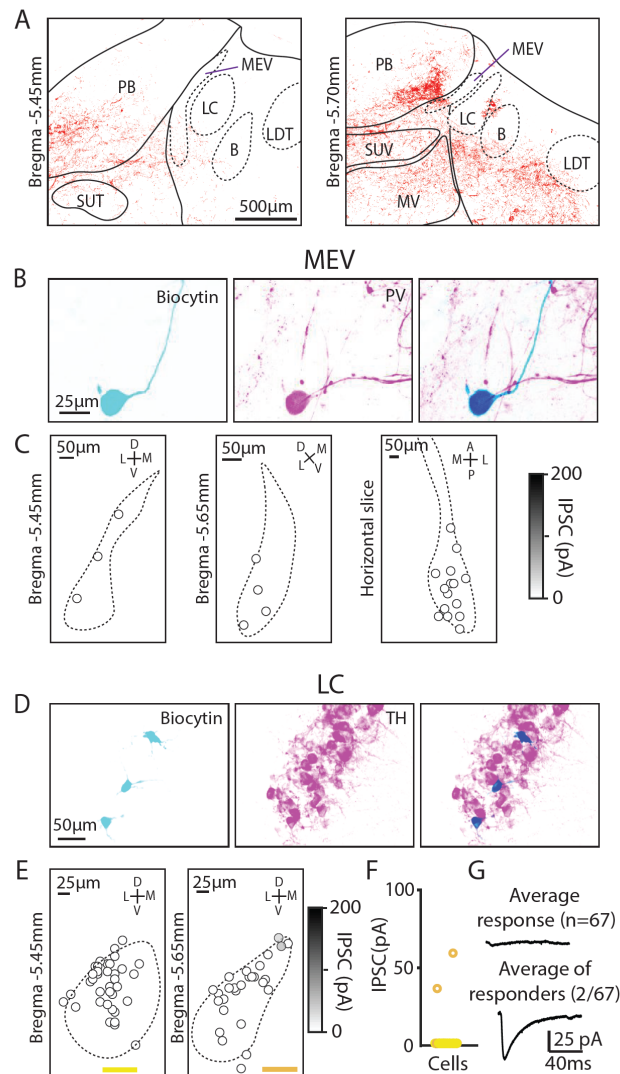 A
Bregma -5.45mm
PB
MEV
LC
B
LDT
SUT
500µm
Bregma -5.70mm
PB
MEV
LC
B
SUV
LDT
MV
MEV
B
Biocytin
25µm
PV
C
Bregma -5.45mm
50µm
D
L M
V
Bregma -5.65mm
50µm
D M
L V
Horizontal slice
50µm
A
M L
P
200
IPSC (pA)
0
LC
D
Biocytin
50µm
TH
E
Bregma -5.45mm
25µm
D
L M
V
Bregma -5.65mm
25µm
D
L M
V
200
IPSC (pA)
0
F
IPSC(pA)
100
50
0
Cells
G
Average
response (n=67)
Average of
responders (2/67)
25 pA
40ms